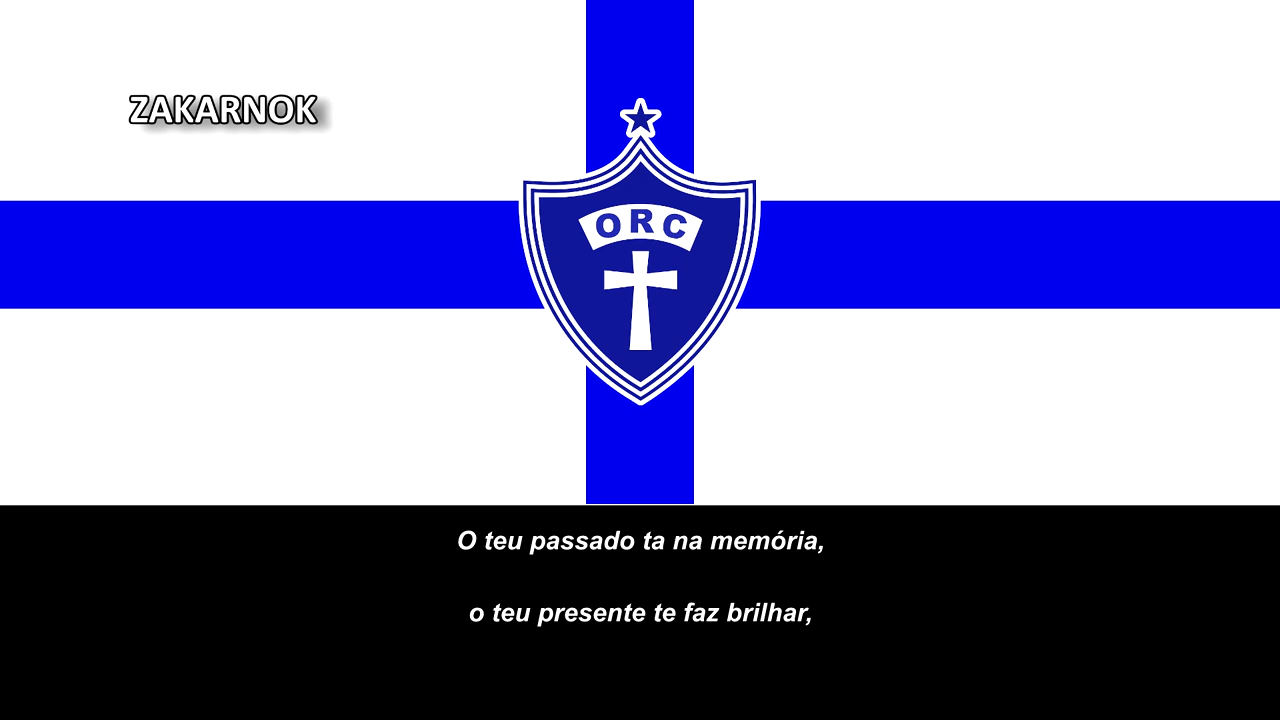 ZAKARNOK
ORC
O teu passado ta na memória,
o teu presente te faz brilhar,